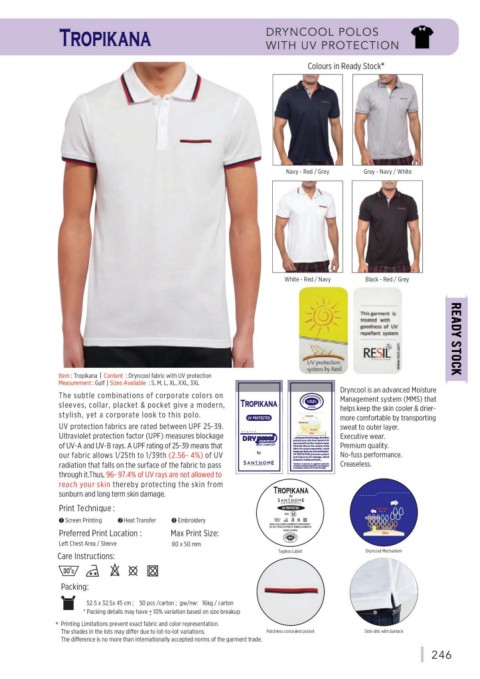 TROPIKANA
DRYNCOOL POLOS
WITH UV PROTECTION
Colours in Ready Stock*
Navy - Red / Grey
Grey - Navy / White
White - Red / Navy
Black - Red / Grey
UV protection
system by Resil
This garment is
treated with
goodness of UV
repellent system
RESIL
READY STOCK
Item : Tropikana | Content : Dryncool fabric with UV protection
Measurement : Gulf | Sizes Available : S, M, L, XL, XXL, 3XL
The subtle combinations of corporate colors on
sleeves, collar, placket & pocket give a modern,
stylish, yet a corporate look to this polo.
UV protection fabrics are rated between UPF 25-39.
Ultraviolet protection factor (UPF) measures blockage
of UV-A and UV-B rays. A UPF rating of 25-39 means that
our fabric allows 1/25th to 1/39th (2.56- 4%) of UV
radiation that falls on the surface of the fabric to pass
through it.Thus, 96- 97.4% of UV rays are not allowed to
reach your skin thereby protecting the skin from
sunburn and long term skin damage.
Print Technique :
1 Screen Printing 2 Heat Transfer 3 Embroidery
Preferred Print Location : Max Print Size:
Left Chest Area / Sleeve 80 x 50 mm
Care Instructions:
30°c
Packing:
52.5 x 32.5x 45 cm ; 50 pcs /carton ; gw/nw: 16kg / carton
* Packing details may have ± 10% variation based on size breakup
* Printing Limitations prevent exact fabric and color representation.
The shades in the lots may differ due to lot-to-lot variations.
The difference is no more than internationally accepted norms of the garment trade.
TROPIKANA
UV PROTECTED
DRYncool
by
SANTHOME
Dryncool is an advanced Moisture
Management system (MMS) that
helps keep the skin cooler & drier-
more comfortable by transporting
sweat to outer layer.
Executive wear.
Premium quality.
No-fuss performance.
Creaseless.
TROPIKANA
by
SANTHOME
UV PROTECTED
Tagless Label
Dryncool Mechanism
Patchless concealed pocket
Side slits with bartack
246